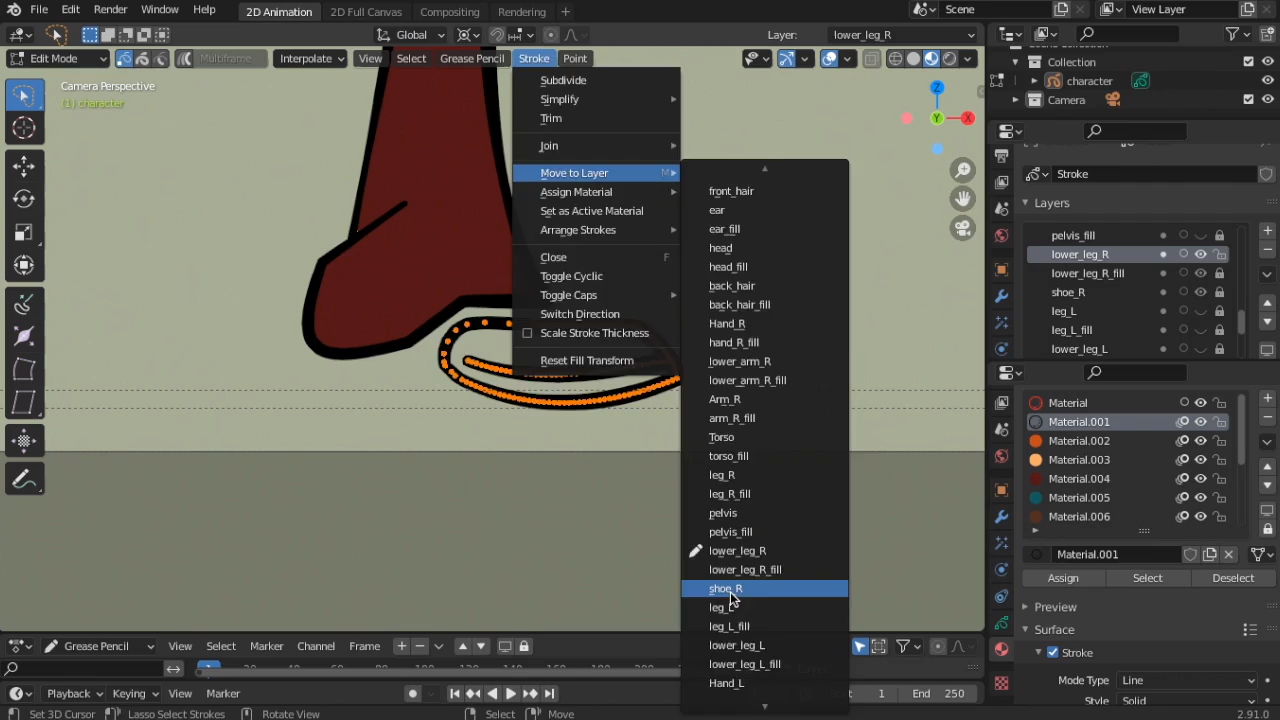 File Edit Render Window Help 2D Animation 2D Full Canvas Compositing Rendering + Scene View Layer
Global Layer: lower_leg_R
Edit Mode Multiframe Interpolate View Select Grease Pencil Stroke Point
Camera Perspective
(1) character
X
Y
Z
Subdivide
Simplify
Trim
Join
Move to Layer M
Assign Material
Set as Active Material
Arrange Strokes
Close F
Toggle Cyclic
Toggle Caps
Switch Direction
Scale Stroke Thickness
Reset Fill Transform
front_hair
ear
ear_fill
head
head_fill
back_hair
back_hair_fill
Hand_R
hand_R_fill
lower_arm_R
lower_arm_R_fill
Arm_R
arm_R_fill
Torso
torso_fill
leg_R
leg_R_fill
pelvis
pelvis_fill
lower_leg_R
lower_leg_R_fill
shoe_R
leg_L
leg_L_fill
lower_leg_L
lower_leg_L_fill
Hand_L
Collection
character
Camera
Stroke
Layers
pelvis_fill
lower_leg_R
lower_leg_R_fill
shoe_R
leg_L
leg_L_fill
lower_leg_L
Material
Material.001
Material.002
Material.003
Material.004
Material.005
Material.006
Material.001
Assign Select Deselect
Preview
Surface
Stroke
Mode Type Line
Style Solid
Grease Pencil View Select Marker Channel Frame
Playback Keying View Marker Start 1 End 250
Set 3D Cursor Lasso Select Strokes Rotate View Select Move 2.91.0